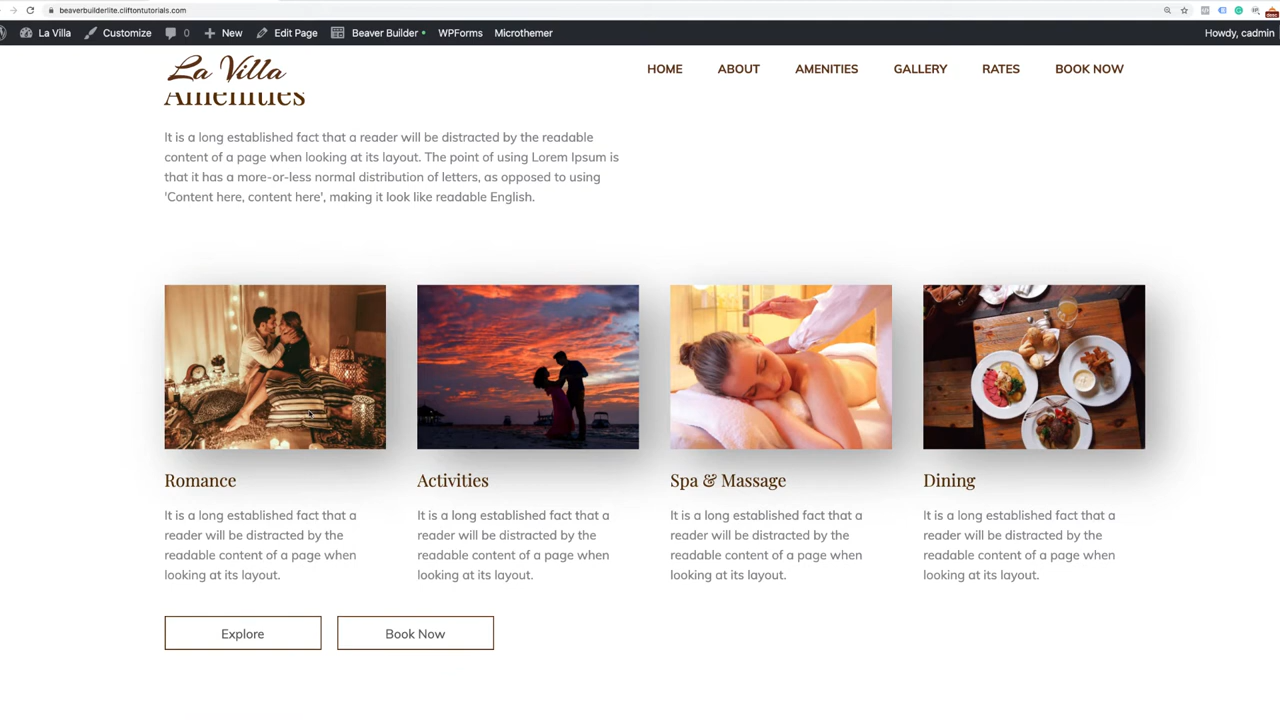 beaverbuilderlite.cliftontutorials.com
La Villa Customize 0 New Edit Page Beaver Builder WPForms Microthemer Howdy, cadmin
La Villa HOME ABOUT AMENITIES GALLERY RATES BOOK NOW
Amenities
It is a long established fact that a reader will be distracted by the readable
content of a page when looking at its layout. The point of using Lorem Ipsum is
that it has a more-or-less normal distribution of letters, as opposed to using
'Content here, content here', making it look like readable English.
Romance
It is a long established fact that a
reader will be distracted by the
readable content of a page when
looking at its layout.
Activities
It is a long established fact that a
reader will be distracted by the
readable content of a page when
looking at its layout.
Spa & Massage
It is a long established fact that a
reader will be distracted by the
readable content of a page when
looking at its layout.
Dining
It is a long established fact that a
reader will be distracted by the
readable content of a page when
looking at its layout.
Explore
Book Now